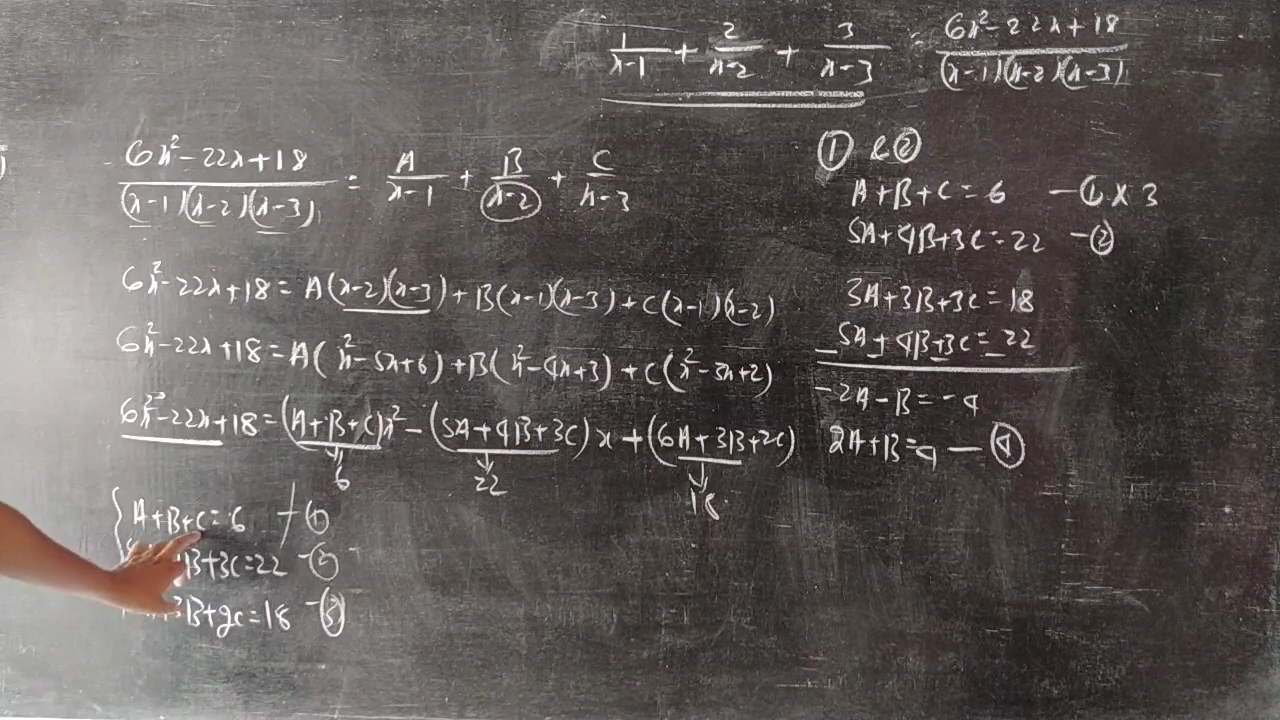 1/(x-1) + 2/(x-2) + 3/(x-3) = (6x²-22x+18)/((x-1)(x-2)(x-3))
(6x²-22x+18)/((x-1)(x-2)(x-3)) = A/(x-1) + B/(x-2) + C/(x-3)
6x²-22x+18 = A(x-2)(x-3) + B(x-1)(x-3) + C(x-1)(x-2)
6x²-22x+18 = A(x²-5x+6) + B(x²-4x+3) + C(x²-3x+2)
6x²-22x+18 = (A+B+C)x² - (5A+4B+3C)x + (6A+3B+2C)
6 22 18
A+B+C=6 - ①
B+3C=22 - ②
3B+2C=18 - ③
① & ②
A+B+C=6 - ① × 3
5A+4B+3C=22 - ②
3A+3B+3C=18
5A+4B+3C=22
-2A-B=-4
2A+B=4 - ④